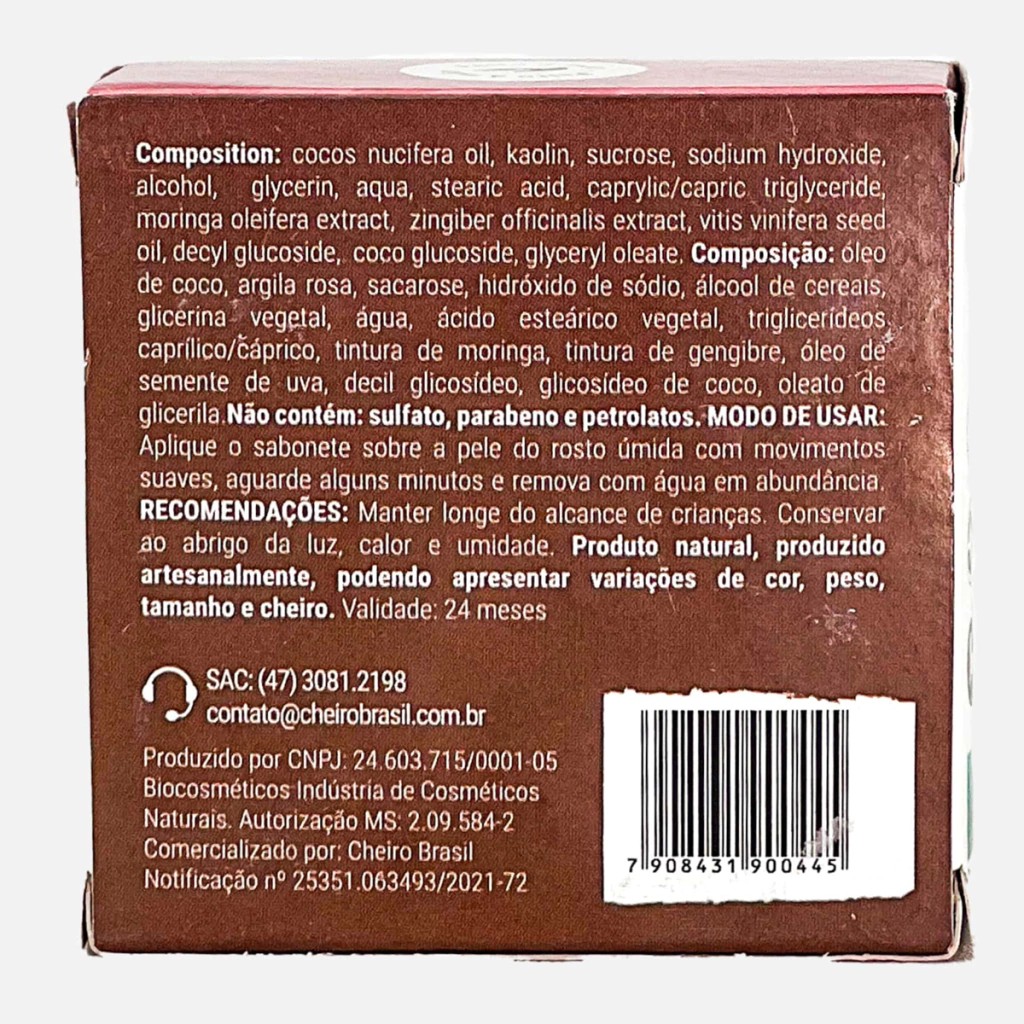 Composition: cocos nucifera oil, kaolin, sucrose, sodium hydroxide,
alcohol, glycerin, aqua, stearic acid, caprylic/capric triglyceride,
moringa oleifera extract, zingiber officinalis extract, vitis vinifera seed
oil, decyl glucoside, coco glucoside, glyceryl oleate. Composição: óleo
de coco, argila rosa, sacarose, hidróxido de sódio, álcool de cereais,
glicerina vegetal, água, ácido esteárico vegetal, triglicerídeos,
caprílico/cáprico, tintura de moringa, tintura de gengibre, óleo de
semente de uva, decil glicosídeo, glicosídeo de coco, oleato de
glicerila. Não contém: sulfato, parabeno e petrolatos. MODO DE USAR:
Aplique o sabonete sobre a pele do rosto úmida com movimentos
suaves, aguarde alguns minutos e remova com água em abundância.
RECOMENDAÇÕES: Manter longe do alcance de crianças. Conservar
ao abrigo da luz, calor e umidade. Produto natural, produzido
artesanalmente, podendo apresentar variações de cor, peso,
tamanho e cheiro. Validade: 24 meses
SAC: (47) 3081.2198
contato@cheirobrasil.com.br
Produzido por CNPJ: 24.603.715/0001-05
Biocosméticos Indústria de Cosméticos
Naturais. Autorização MS: 2.09.584-2
Comercializado por: Cheiro Brasil
Notificação nº 25351.063493/2021-72
7 908431 900445